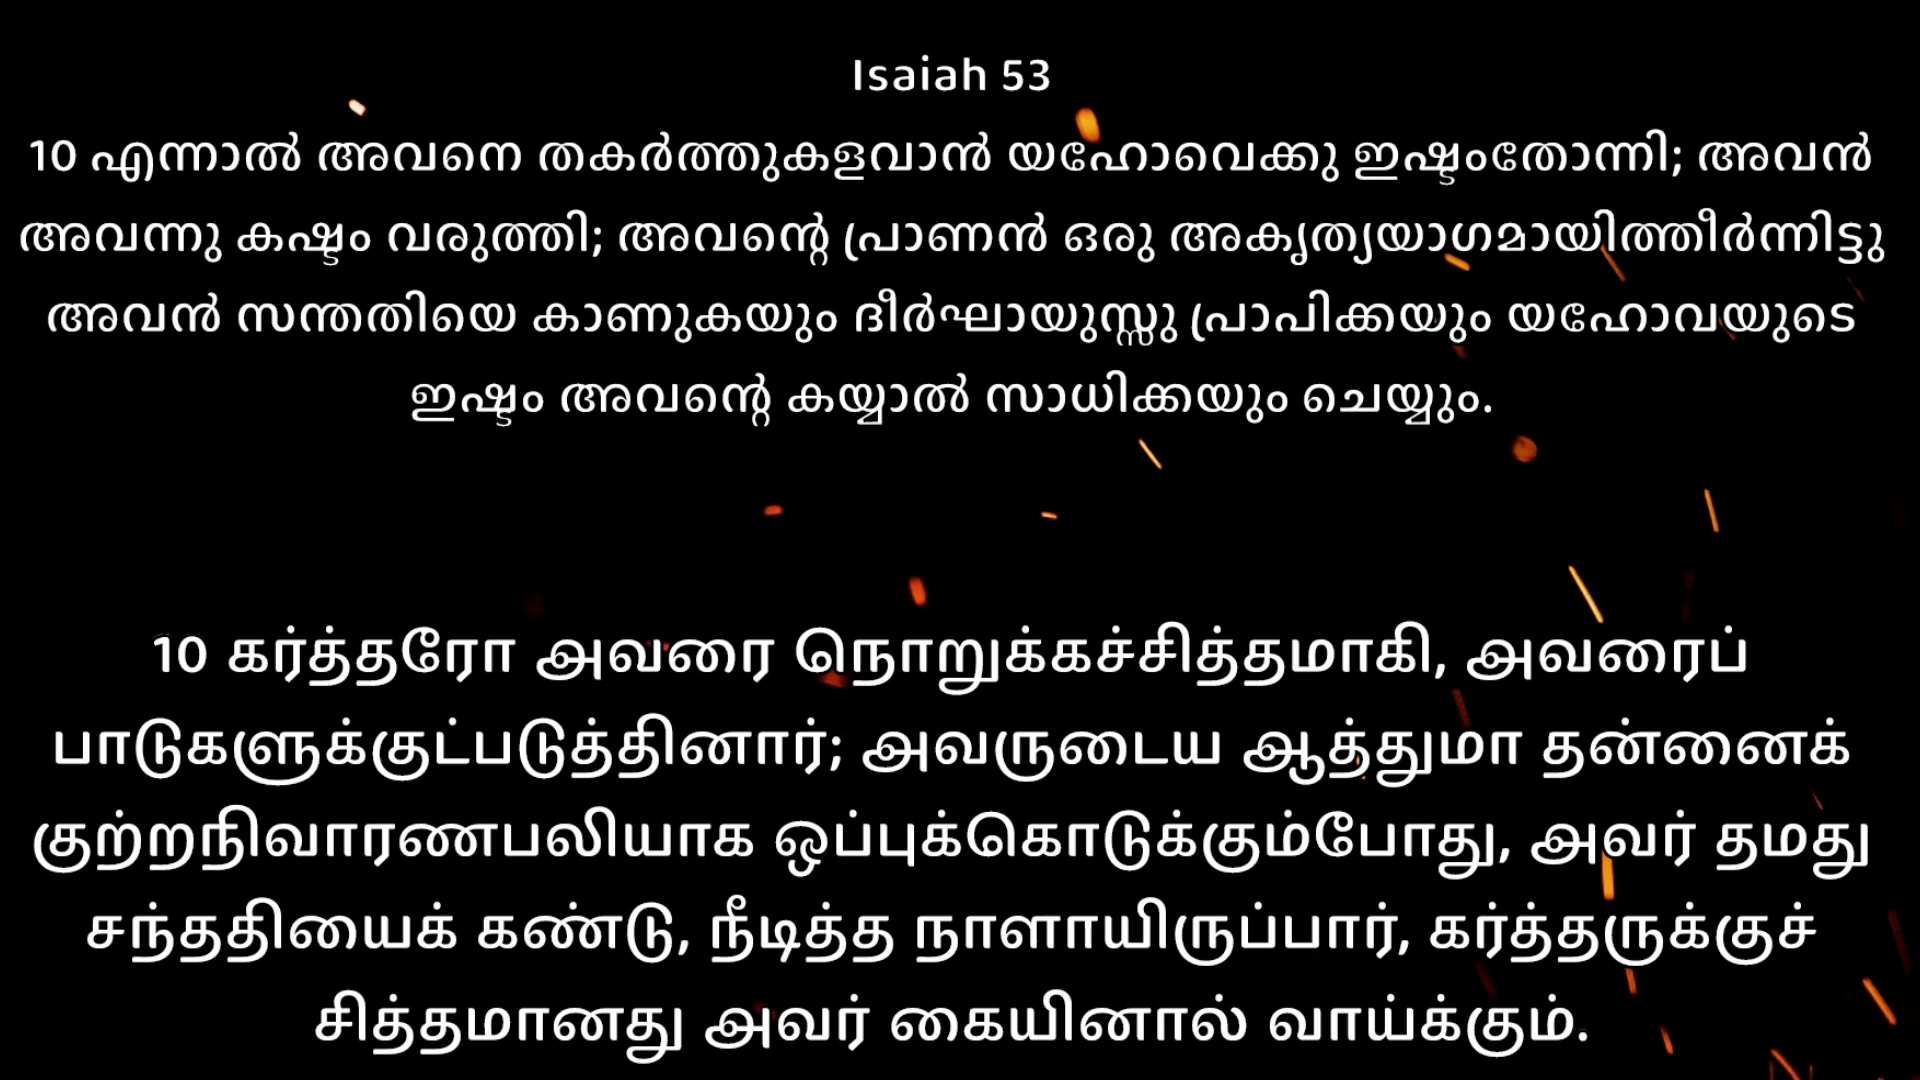 Isaiah 53
10 എന്നാൽ അവനെ തകർത്തുകളവാൻ യഹോവെക്കു ഇഷ്ടംതോന്നി; അവൻ
അവന്നു കഷ്ടം വരുത്തി; അവന്റെ പ്രാണൻ ഒരു അകൃത്യയാഗമായിത്തീർന്നിട്ടു
അവൻ സന്തതിയെ കാണുകയും ദീർഘായുസ്സു പ്രാപിക്കയും യഹോവയുടെ
ഇഷ്ടം അവന്റെ കയ്യാൽ സാധിക്കയും ചെയ്യും.
10 கர்த்தரோ அவரை நொறுக்கச்சித்தமாகி, அவரைப்
பாடுகளுக்குட்படுத்தினார்; அவருடைய ஆத்துமா தன்னைக்
குற்றநிவாரணபலியாக ஒப்புக்கொடுக்கும்போது, அவர் தமது
சந்ததியைக் கண்டு, நீடித்த நாளாயிருப்பார், கர்த்தருக்குச்
சித்தமானது அவர் கையினால் வாய்க்கும்.